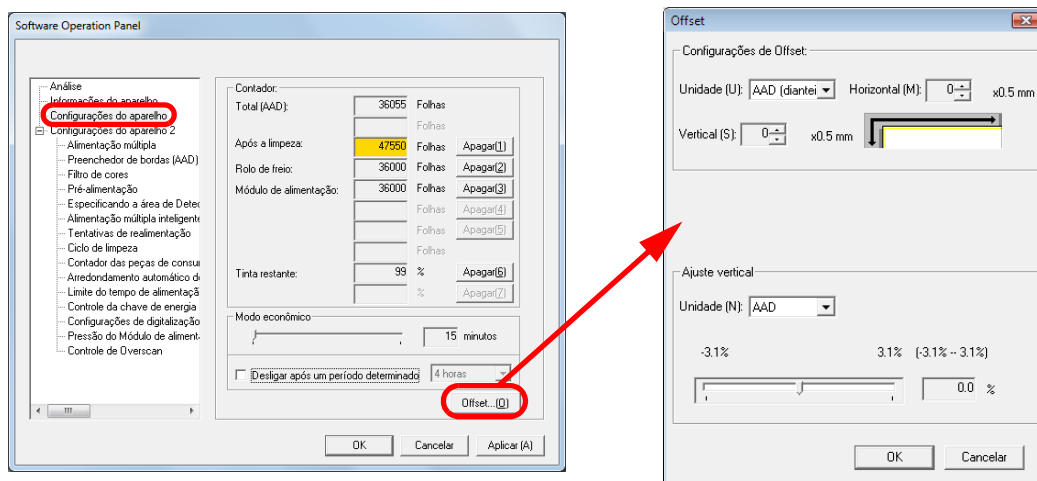 Software Operation Panel
Análise
Informações do aparelho
Configurações do aparelho
Configurações do aparelho 2
Alimentação múltipla
Preenchedor de bordas (AAD)
Filtro de cores
Pré-alimentação
Especificando a área de Detec
Alimentação múltipla inteligente
Tentativas de realimentação
Ciclo de limpeza
Contador das peças de consu
Arredondamento automático d
Limite do tempo de alimentaçã
Controle da chave de energia
Configurações de digitalização
Pressão do Módulo de aliment
Controle de Overscan
Contador:
Total (AAD): 36055 Folhas
Folhas
Após a limpeza: 47550 Folhas Apagar(1)
Rolo de freio: 36000 Folhas Apagar(2)
Módulo de alimentação: 36000 Folhas Apagar(3)
Folhas Apagar(4)
Folhas Apagar(5)
Folhas
Tinta restante: 99 % Apagar(6)
% Apagar(7)
Modo econômico
15 minutos
Desligar após um período determinado 4 horas
Offset...(O)
OK Cancelar Aplicar (A)
Offset
Configurações de Offset:
Unidade (U): AAD (diantei Horizontal (M): 0 x0.5 mm
Vertical (S): 0 x0.5 mm
Ajuste vertical
Unidade (N): AAD
-3.1% 3.1% (-3.1% -- 3.1%)
0.0 %
OK Cancelar